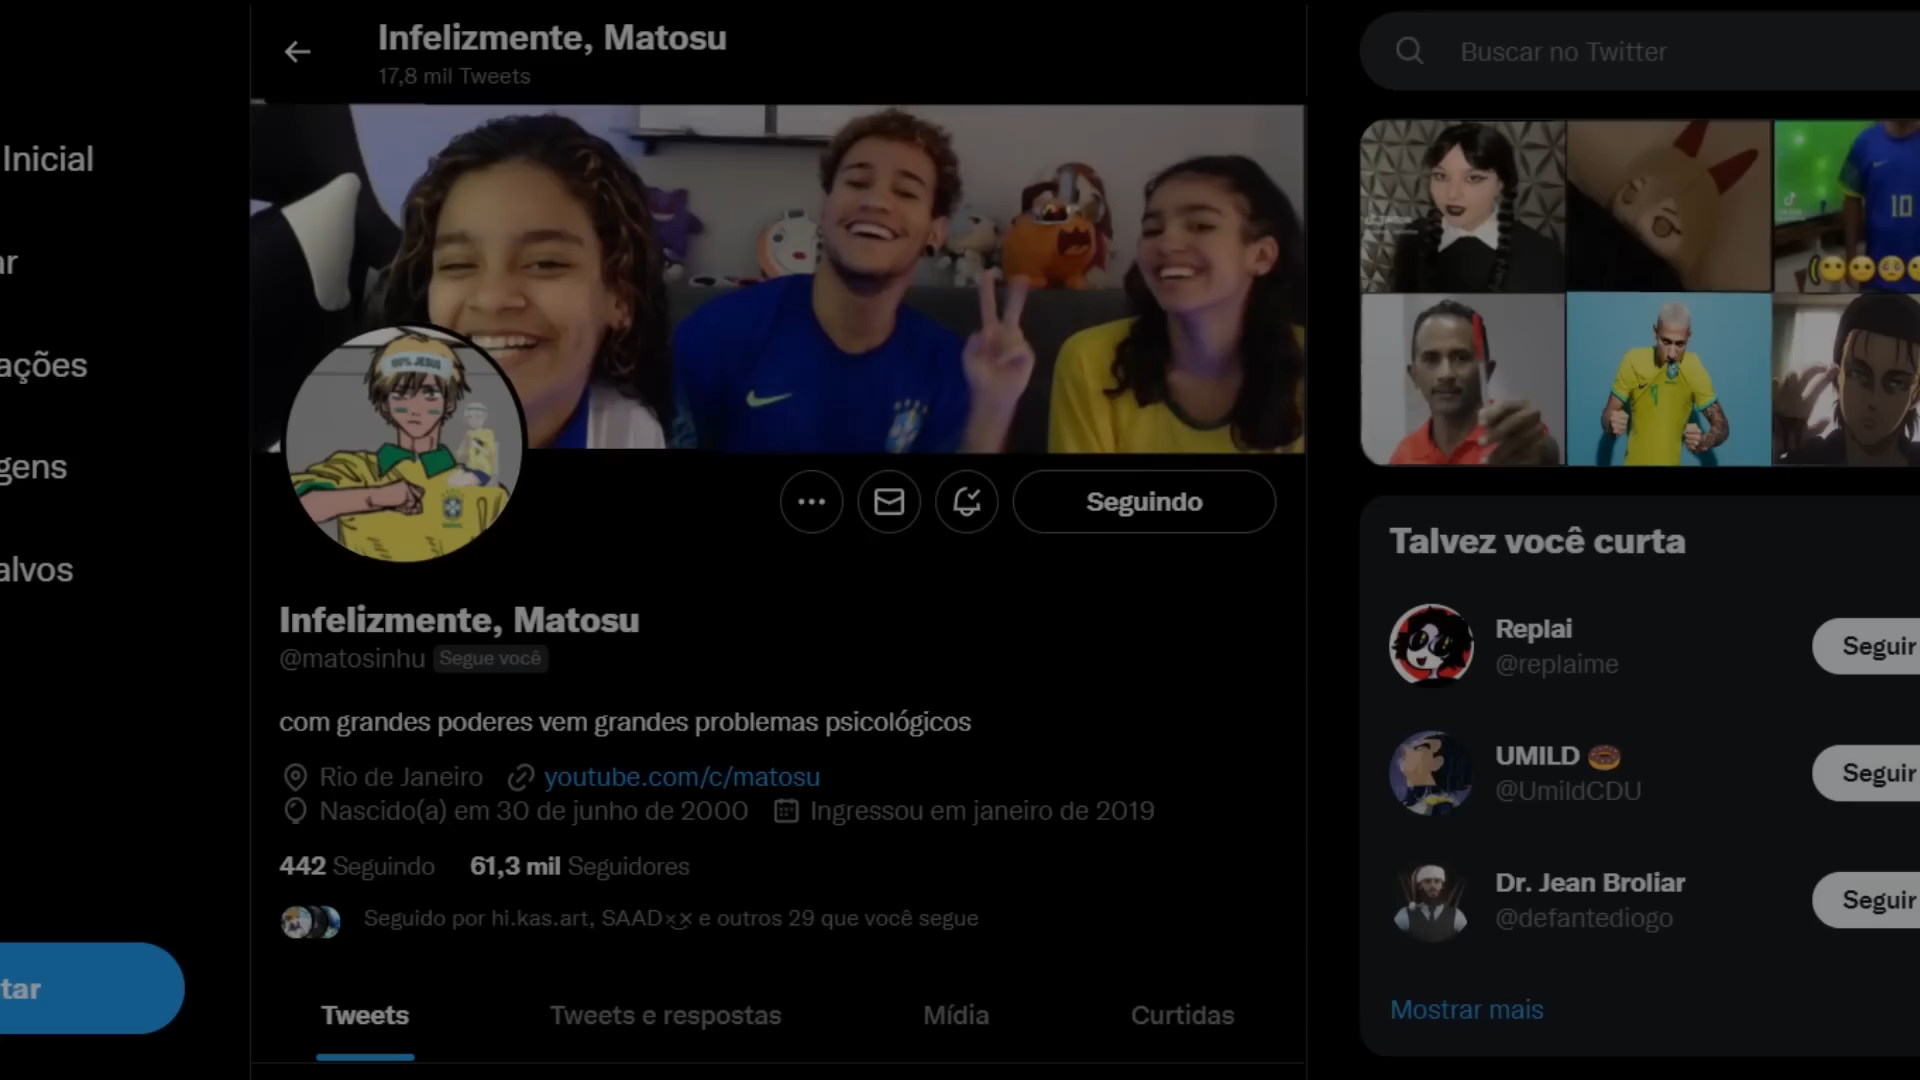 Infelizmente, Matosu
17,8 mil Tweets
Buscar no Twitter
Inicial
ar
ações
gens
alvos
tar
100% JESUS
10
Seguindo
Infelizmente, Matosu
@matosinhu Segue você
com grandes poderes vem grandes problemas psicológicos
Rio de Janeiro youtube.com/c/matosu
Nascido(a) em 30 de junho de 2000 Ingressou em janeiro de 2019
442 Seguindo 61,3 mil Seguidores
Seguido por hi.kas.art, SAAD×͜× e outros 29 que você segue
Tweets Tweets e respostas Mídia Curtidas
Talvez você curta
Replai
@replaime
Seguir
UMILD
@UmildCDU
Seguir
Dr. Jean Broliar
@defantediogo
Seguir
Mostrar mais